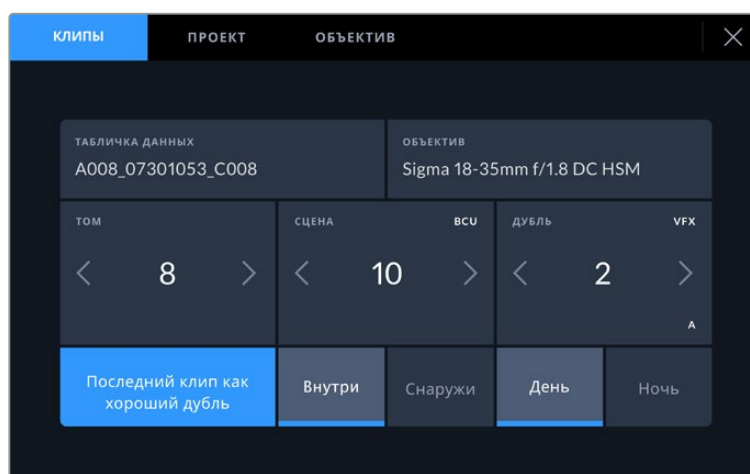 КЛИПЫ ПРОЕКТ ОБЪЕКТИВ
ТАБЛИЧКА ДАННЫХ ОБЪЕКТИВ
A008_07301053_C008 Sigma 18-35mm f/1.8 DC HSM
ТОМ СЦЕНА BCU ДУБЛЬ VFX
8 10 2
A
Последний клип как
хороший дубль
Внутри Снаружи День Ночь